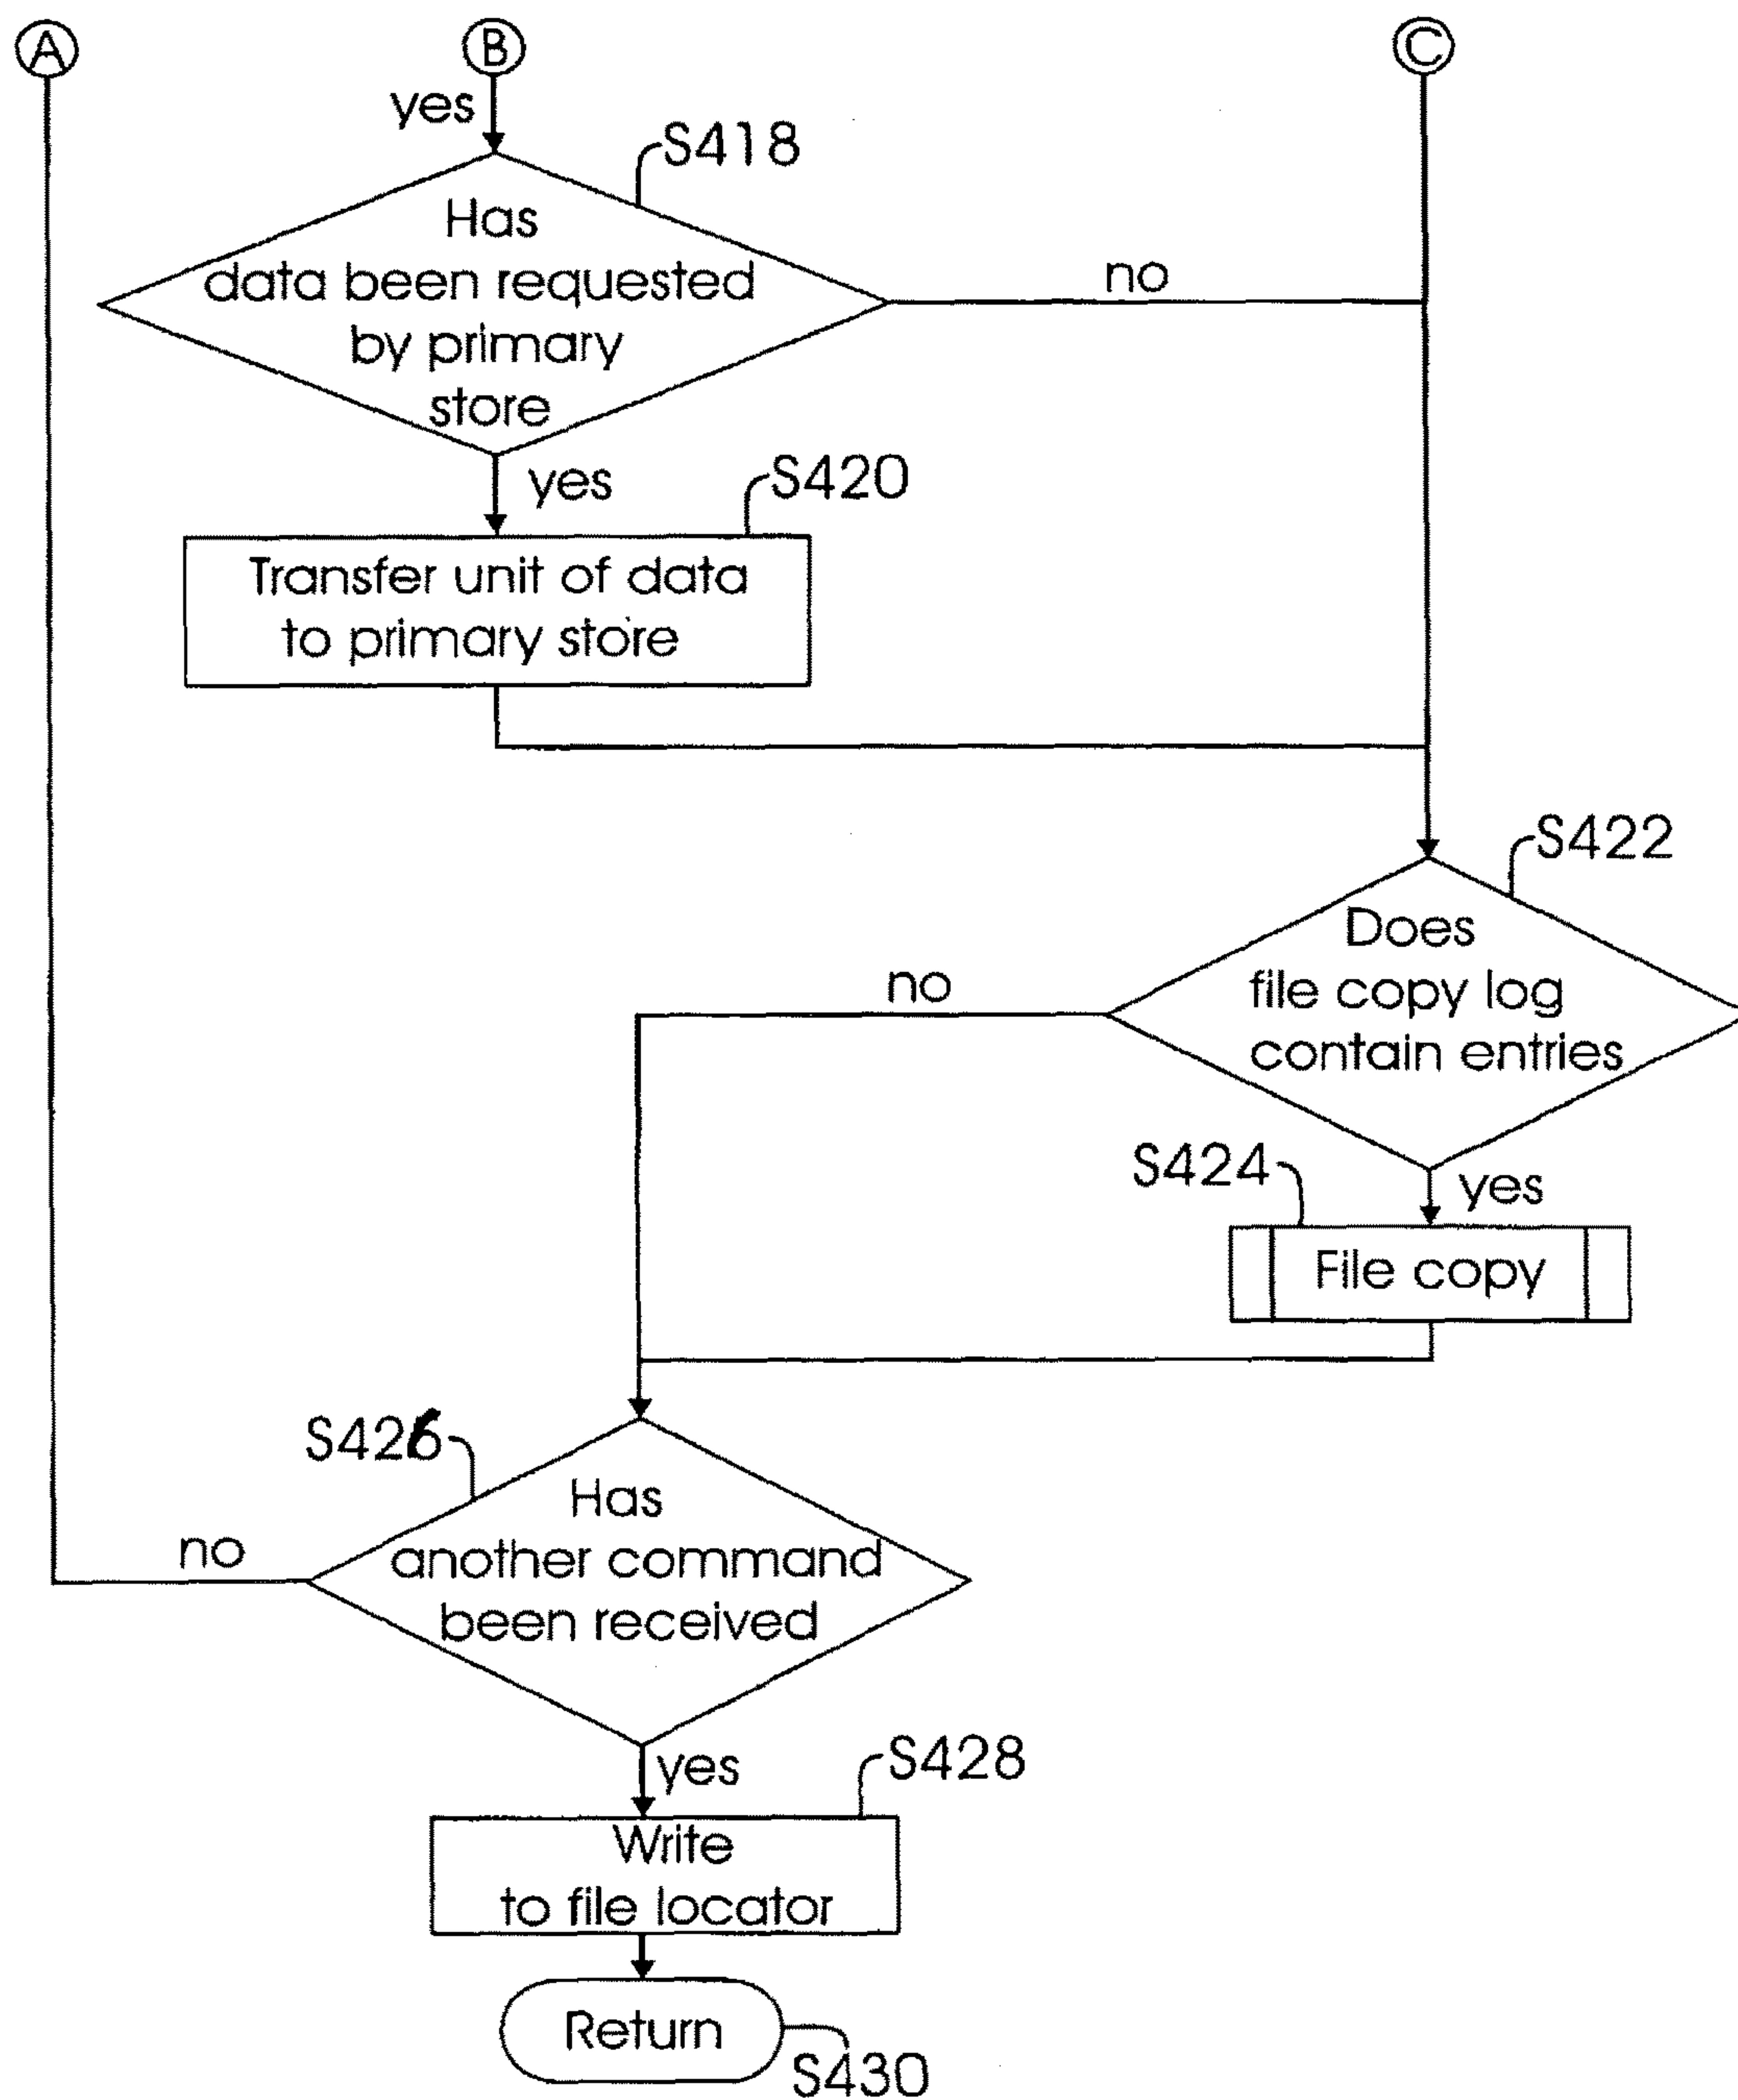 A
B
C
yes
S418
Has
data been requested
by primary
store
no
yes
S420
Transfer unit of data
to primary store
S422
Does
file copy log
contain entries
no
S424
yes
File copy
S426
Has
another command
been received
no
yes
S428
Write
to file locator
Return
S430